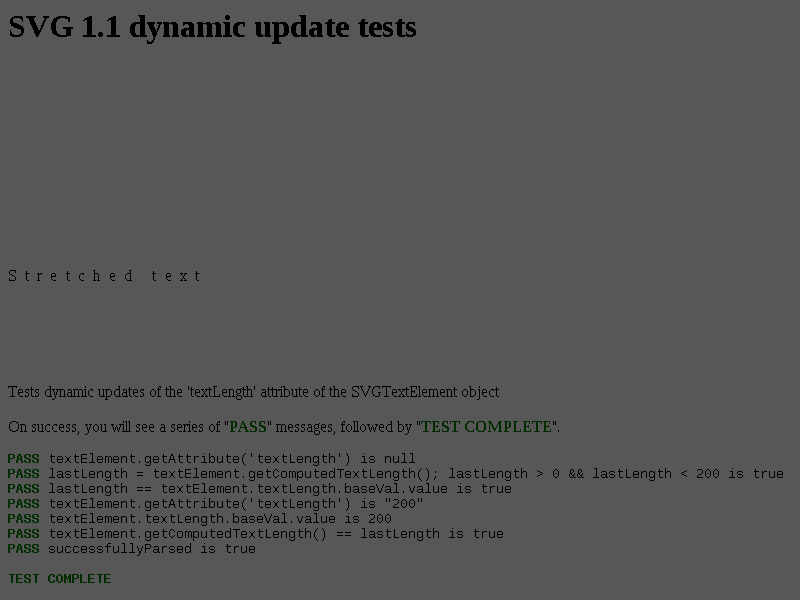 SVG 1.1 dynamic update tests
Stretched text
Tests dynamic updates of the 'textLength' attribute of the SVGTextElement object
On success, you will see a series of "PASS" messages, followed by "TEST COMPLETE".
PASS textElement.getAttribute('textLength') is null
PASS lastLength = textElement.getComputedTextLength(); lastLength > 0 && lastLength < 200 is true
PASS lastLength == textElement.textLength.baseVal.value is true
PASS textElement.getAttribute('textLength') is "200"
PASS textElement.textLength.baseVal.value is 200
PASS textElement.getComputedTextLength() == lastLength is true
PASS successfullyParsed is true
TEST COMPLETE